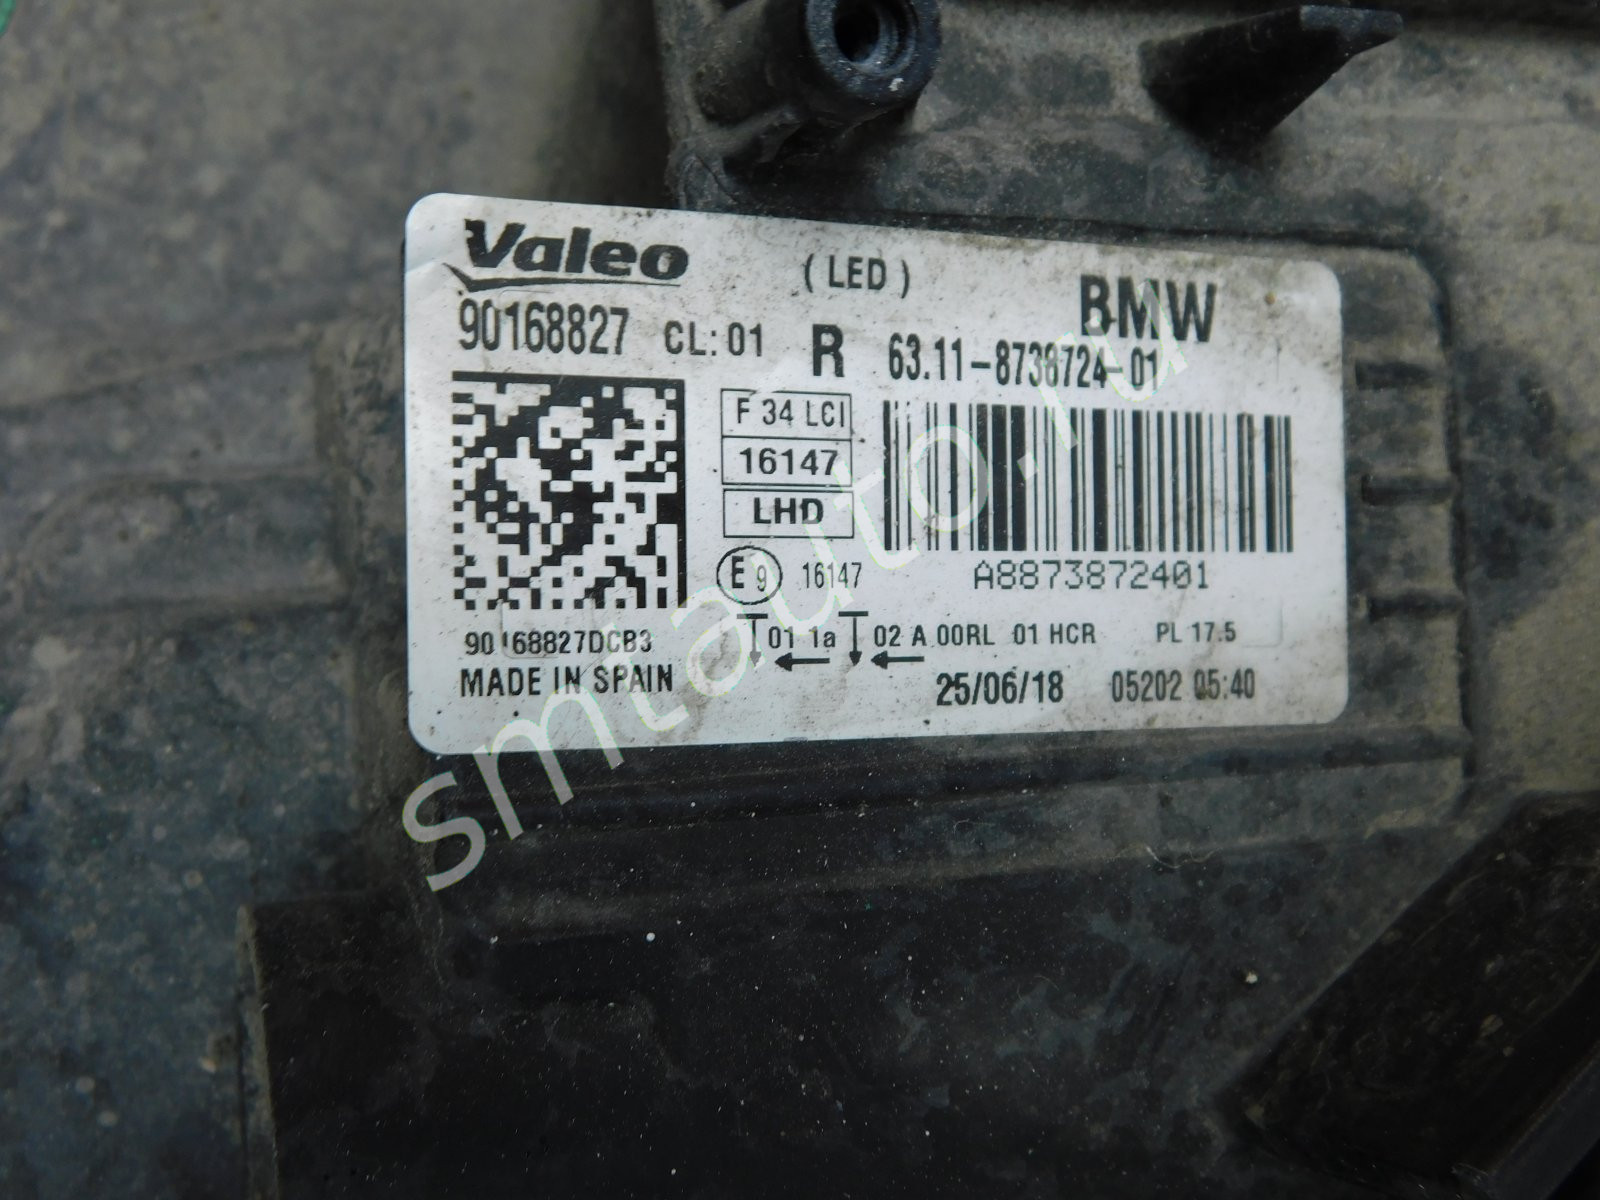 Valeo
( LED )
BMW
90168827 CL: 01 R 63.11-8738724-01
F 34 LCI
16147
LHD
E 9 16147
A8873872401
90168827DCB3
01 1a 02 A 00RL 01 HCR PL 17.5
MADE IN SPAIN
25/06/18 05202 05:40
smtauto.ru